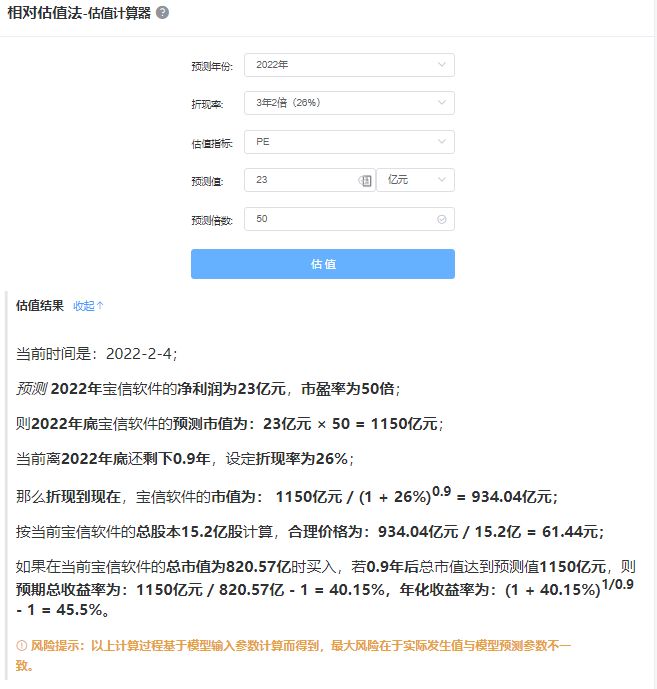 相对估值法-估值计算器 ?
预测年份: 2022年
折现率: 3年2倍（26%）
估值指标: PE
预测值: 23 亿元
预测倍数: 50
估 值
估值结果 收起↑
当前时间是：2022-2-4；
预测 2022年宝信软件的净利润为23亿元，市盈率为50倍；
则2022年底宝信软件的预测市值为：23亿元 × 50 = 1150亿元；
当前离2022年底还剩下0.9年，设定折现率为26%；
那么折现到现在，宝信软件的市值为： 1150亿元 / (1 + 26%)^0.9 = 934.04亿元；
按当前宝信软件的总股本15.2亿股计算，合理价格为：934.04亿元 / 15.2亿 = 61.44元；
如果在当前宝信软件的总市值为820.57亿时买入，若0.9年后总市值达到预测值1150亿元，则
预期总收益率为：1150亿元 / 820.57亿 - 1 = 40.15%，年化收益率为：(1 + 40.15%)^1/0.9
- 1 = 45.5%。
风险提示：以上计算过程基于模型输入参数计算而得到，最大风险在于实际发生值与模型预测参数不一
致。